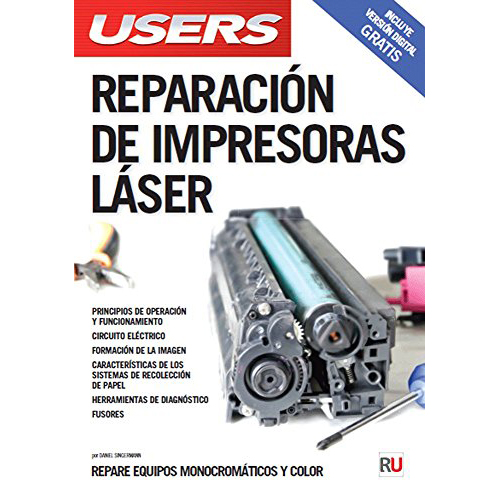 USERS
INCLUYE
VERSIÓN DIGITAL
GRATIS
REPARACIÓN
DE IMPRESORAS
LÁSER
PRINCIPIOS DE OPERACIÓN
Y FUNCIONAMIENTO
CIRCUITO ELÉCTRICO
FORMACIÓN DE LA IMAGEN
CARACTERÍSTICAS DE LOS
SISTEMAS DE RECOLECCIÓN
DE PAPEL
HERRAMIENTAS DE DIAGNÓSTICO
FUSORES
por DANIEL SINGERMANN
REPARE EQUIPOS MONOCROMÁTICOS Y COLOR
RU